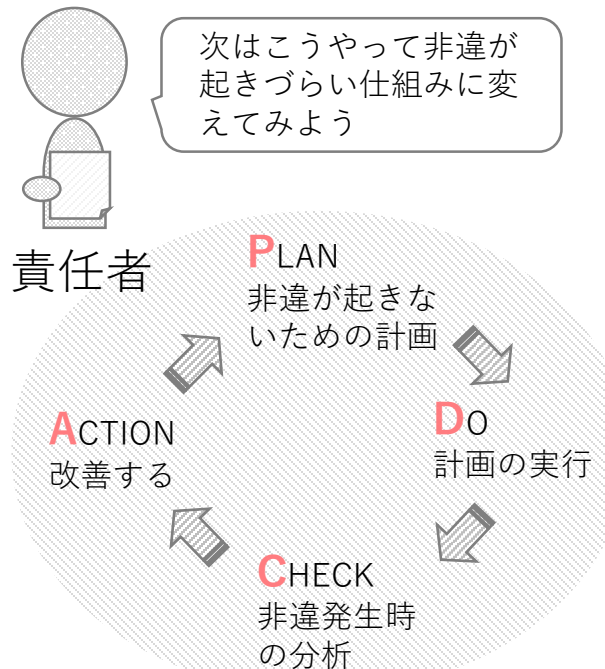 次はこうやって非違が
起きづらい仕組みに変
えてみよう
責任者
PLAN
非違が起きな
いための計画
DO
計画の実行
CHECK
非違発生時
の分析
ACTION
改善する